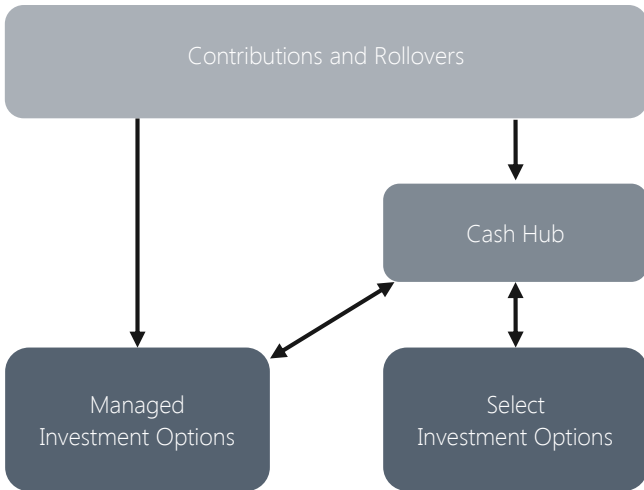 Contributions and Rollovers
Cash Hub
Managed
Investment Options
Select
Investment Options